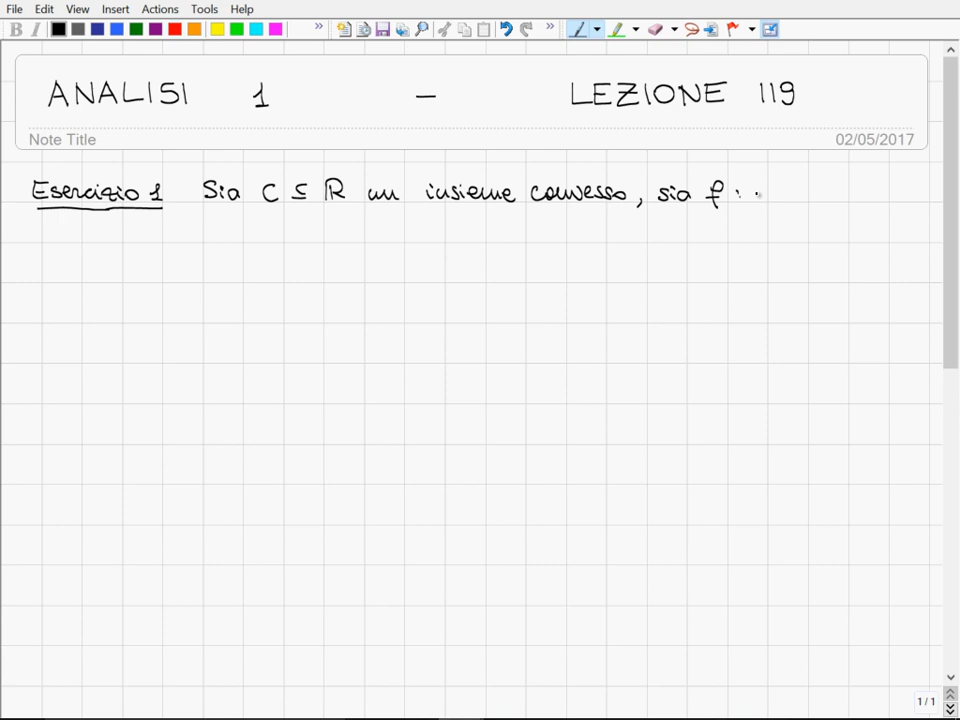 File Edit View Insert Actions Tools Help
B I
ANALISI 1 - LEZIONE 119
Note Title 02/05/2017
Esercizio 1 Sia C ⊆ ℝ un insieme convesso, sia f :
1 / 1